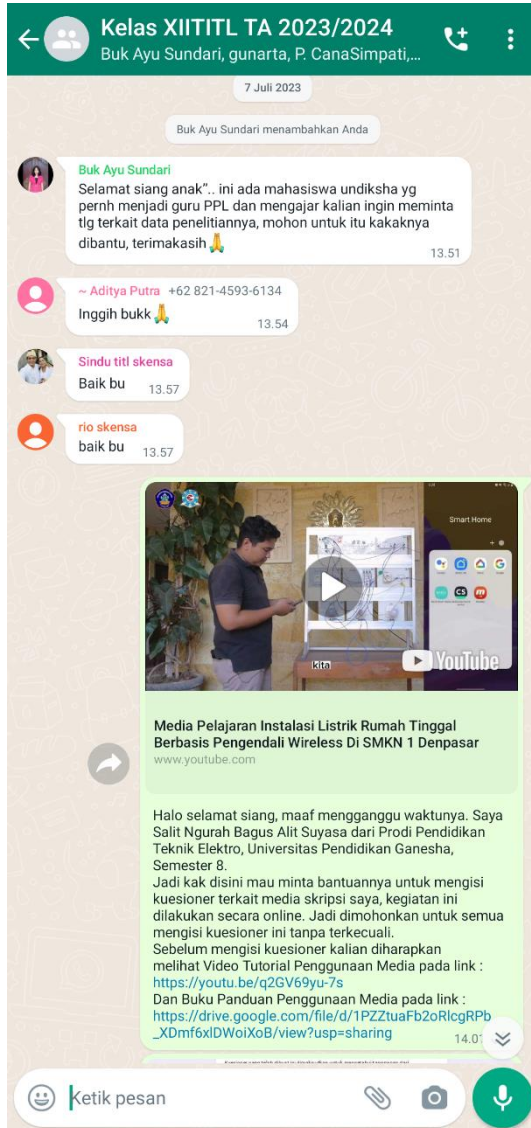 Kelas XIITITL TA 2023/2024
Buk Ayu Sundari, gunarta, P. CanaSimpati,...
7 Juli 2023
Buk Ayu Sundari menambahkan Anda
Buk Ayu Sundari
Selamat siang anak".. ini ada mahasiswa undiksha yg
pernh menjadi guru PPL dan mengajar kalian ingin meminta
tlg terkait data penelitiannya, mohon untuk itu kakaknya
dibantu, terimakasih🙏
13.51
~ Aditya Putra +62 821-4593-6134
Inggih bukk🙏
13.54
Sindu titl skensa
Baik bu
13.57
rio skensa
baik bu
13.57
Smart Home
kita
YouTube
Media Pelajaran Instalasi Listrik Rumah Tinggal
Berbasis Pengendali Wireless Di SMKN 1 Denpasar
www.youtube.com
Halo selamat siang, maaf mengganggu waktunya. Saya
Salit Ngurah Bagus Alit Suyasa dari Prodi Pendidikan
Teknik Elektro, Universitas Pendidikan Ganesha,
Semester 8.
Jadi kak disini mau minta bantuannya untuk mengisi
kuesioner terkait media skripsi saya, kegiatan ini
dilakukan secara online. Jadi dimohonkan untuk semua
mengisi kuesioner ini tanpa terkecuali.
Sebelum mengisi kuesioner kalian diharapkan
melihat Video Tutorial Penggunaan Media pada link :
https://youtu.be/q2GV69yu-7s
Dan Buku Panduan Penggunaan Media pada link :
https://drive.google.com/file/d/1PZZtuaFb2oRlcgRPb
_XDmf6xlDWoiXoB/view?usp=sharing
Ketik pesan